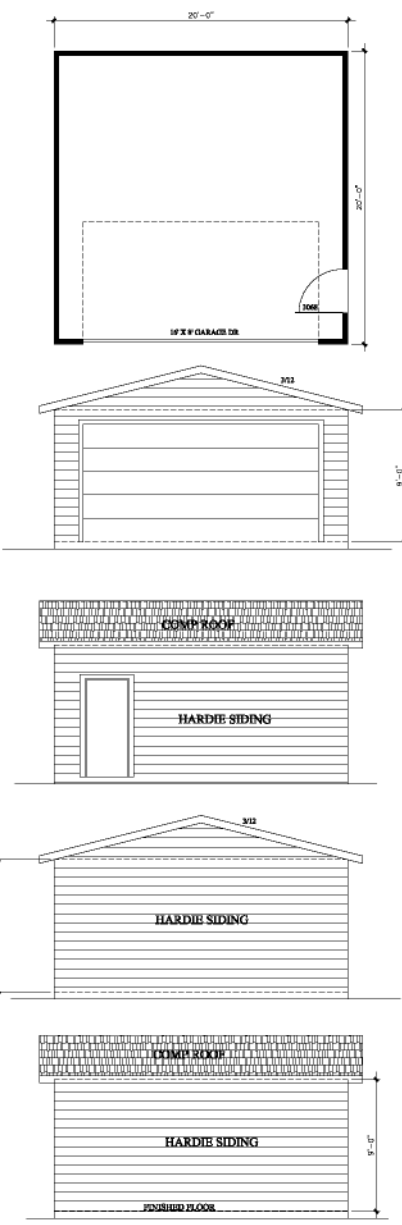 20'-0"
20'-0"
3068
16' X 8' GARAGE DR
3/12
9'-0"
COMP ROOF
HARDIE SIDING
3/12
HARDIE SIDING
COMP ROOF
HARDIE SIDING
9'-0"
FINISHED FLOOR